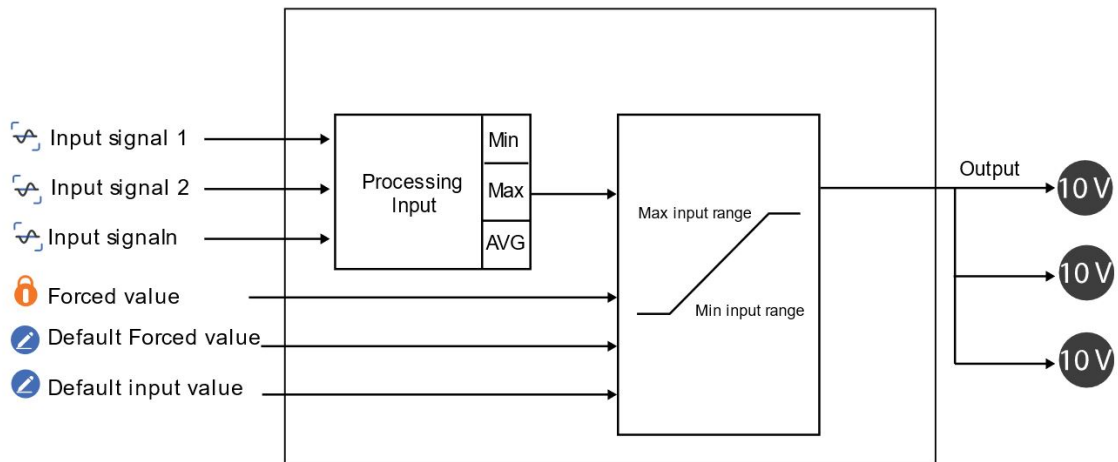 Input signal 1
Input signal 2
Input signaln
Forced value
Default Forced value
Default input value
Processing
Input
Min
Max
AVG
Max input range
Min input range
Output
10 V
10 V
10 V